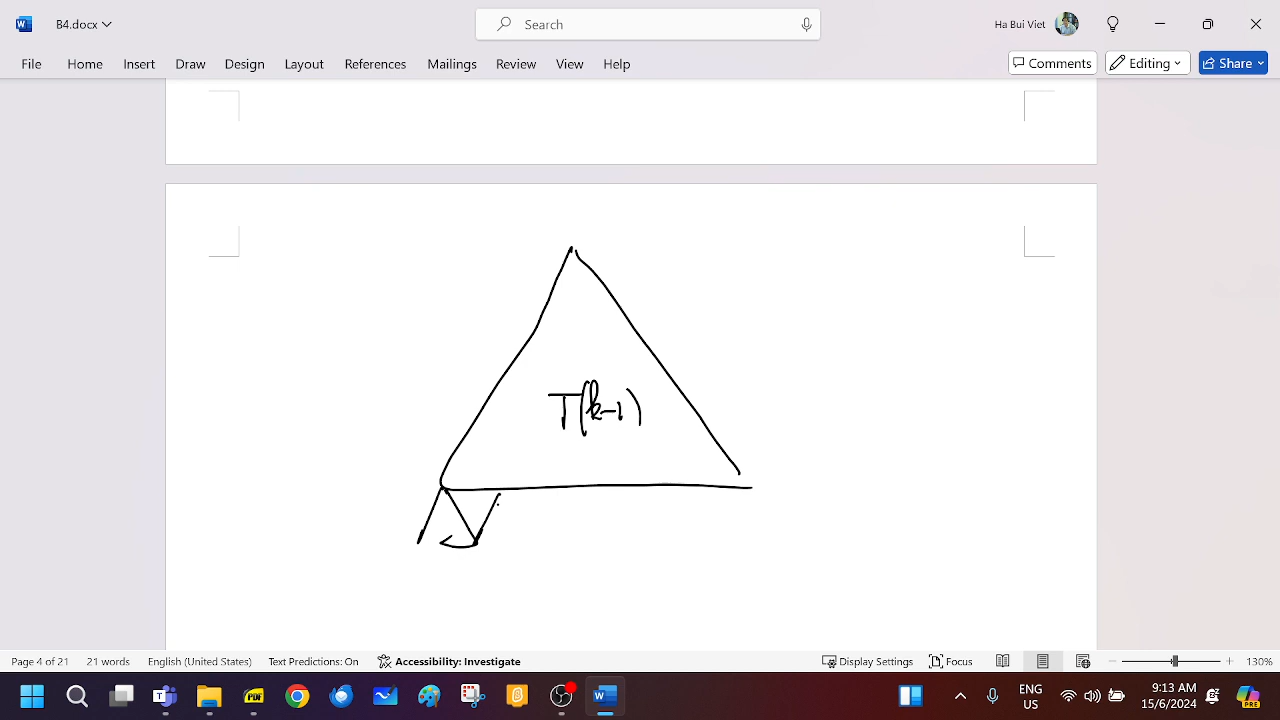 B4.docx
Search
Ha Bui Viet
File Home Insert Draw Design Layout References Mailings Review View Help
Comments Editing Share
T(k-1)
Page 4 of 21 21 words English (United States) Text Predictions: On Accessibility: Investigate Display Settings Focus 130%
PDF
PRE
ENG
US
9:13 AM
15/6/2024